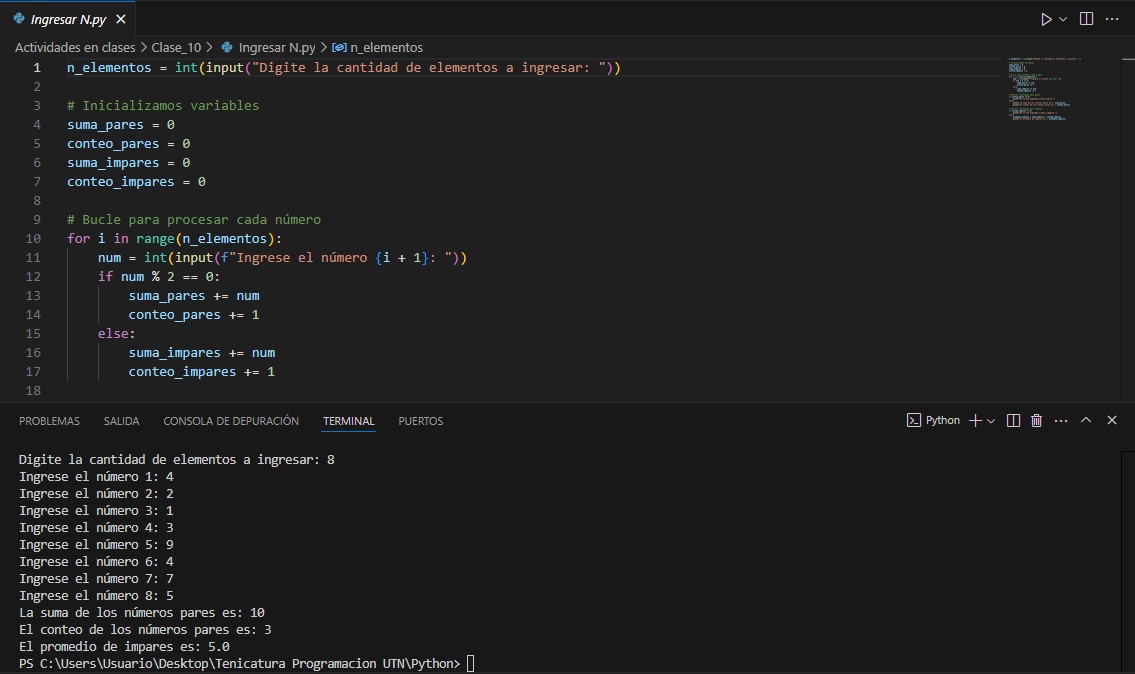 Ingresar N.py
Actividades en clases > Clase_10 > Ingresar N.py > n_elementos
1 n_elementos = int(input("Digite la cantidad de elementos a ingresar: "))
2
3 # Inicializamos variables
4 suma_pares = 0
5 conteo_pares = 0
6 suma_impares = 0
7 conteo_impares = 0
8
9 # Bucle para procesar cada número
10 for i in range(n_elementos):
11     num = int(input(f"Ingrese el número {i + 1}: "))
12     if num % 2 == 0:
13         suma_pares += num
14         conteo_pares += 1
15     else:
16         suma_impares += num
17         conteo_impares += 1
18
PROBLEMAS SALIDA CONSOLA DE DEPURACIÓN TERMINAL PUERTOS Python
Digite la cantidad de elementos a ingresar: 8
Ingrese el número 1: 4
Ingrese el número 2: 2
Ingrese el número 3: 1
Ingrese el número 4: 3
Ingrese el número 5: 9
Ingrese el número 6: 4
Ingrese el número 7: 7
Ingrese el número 8: 5
La suma de los números pares es: 10
El conteo de los números pares es: 3
El promedio de impares es: 5.0
PS C:\Users\Usuario\Desktop\Tenicatura Programacion UTN\Python>